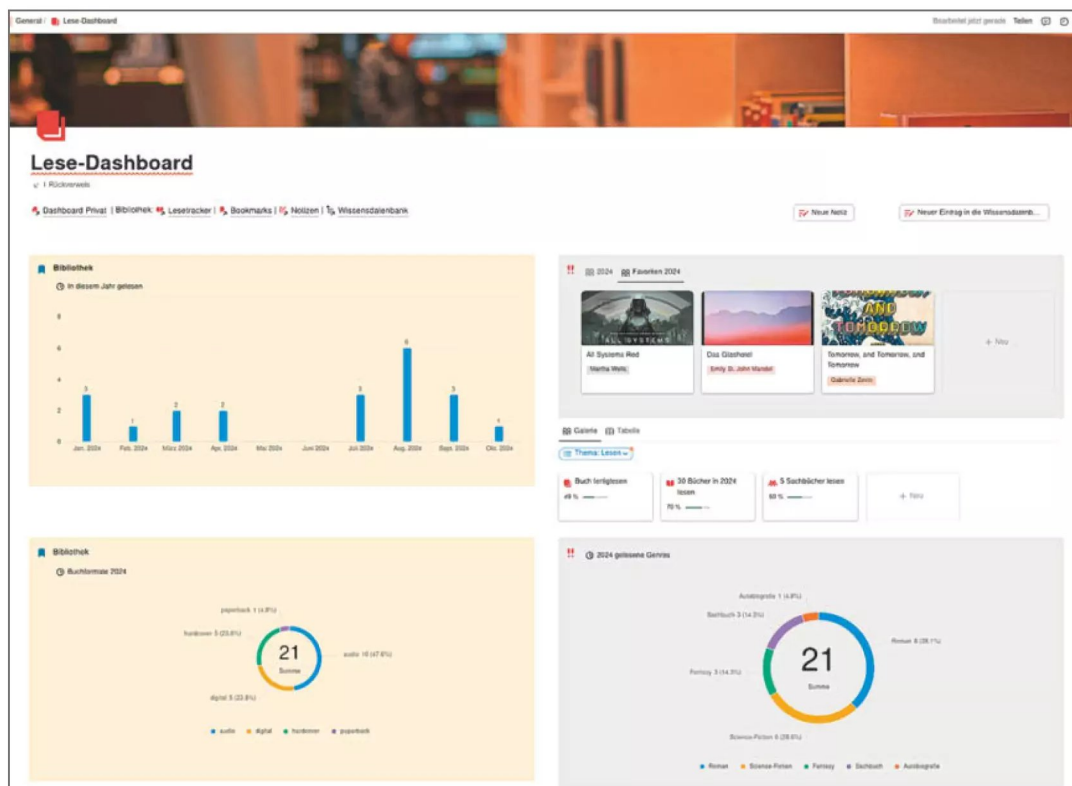 General / Lese-Dashboard
Bearbeitet jetzt gerade Teilen
Lese-Dashboard
1 Rückverweis
Dashboard Privat | Bibliothek: Lesetracker | Bookmarks | Notizen | Wissensdatenbank
Neue Notiz
Neuer Eintrag in die Wissensdatenb...
Bibliothek
In diesem Jahr gelesen
8
6
4
2
0
3
1
2
2
3
6
3
1
Jan. 2024 Feb. 2024 März 2024 Apr. 2024 Mai 2024 Juni 2024 Juli 2024 Aug. 2024 Sept. 2024 Okt. 2024
2024 Favoriten 2024
ALL SYSTEMS
AND
TOMORROW
All Systems Red
Martha Wells
Das Glashotel
Emily St. John Mandel
Tomorrow, and Tomorrow, and
Tomorrow
Gabrielle Zevin
+ Neu
Galerie Tabelle
Thema: Lesen
Buch fertiglesen
30 Bücher in 2024
lesen
70 %
5 Sachbücher lesen
60 %
+ Neu
Bibliothek
Buchformate 2024
paperback 1 (4.8%)
hardcover 5 (23.8%)
audio 10 (47.6%)
digital 5 (23.8%)
21
Summe
audio digital hardcover paperback
2024 gelesene Genres
Autobiografie 1 (4.8%)
Sachbuch 3 (14.3%)
Roman 8 (38.1%)
Fantasy 3 (14.3%)
Science-Fiction 6 (28.6%)
21
Summe
Roman Science-Fiction Fantasy Sachbuch Autobiografie